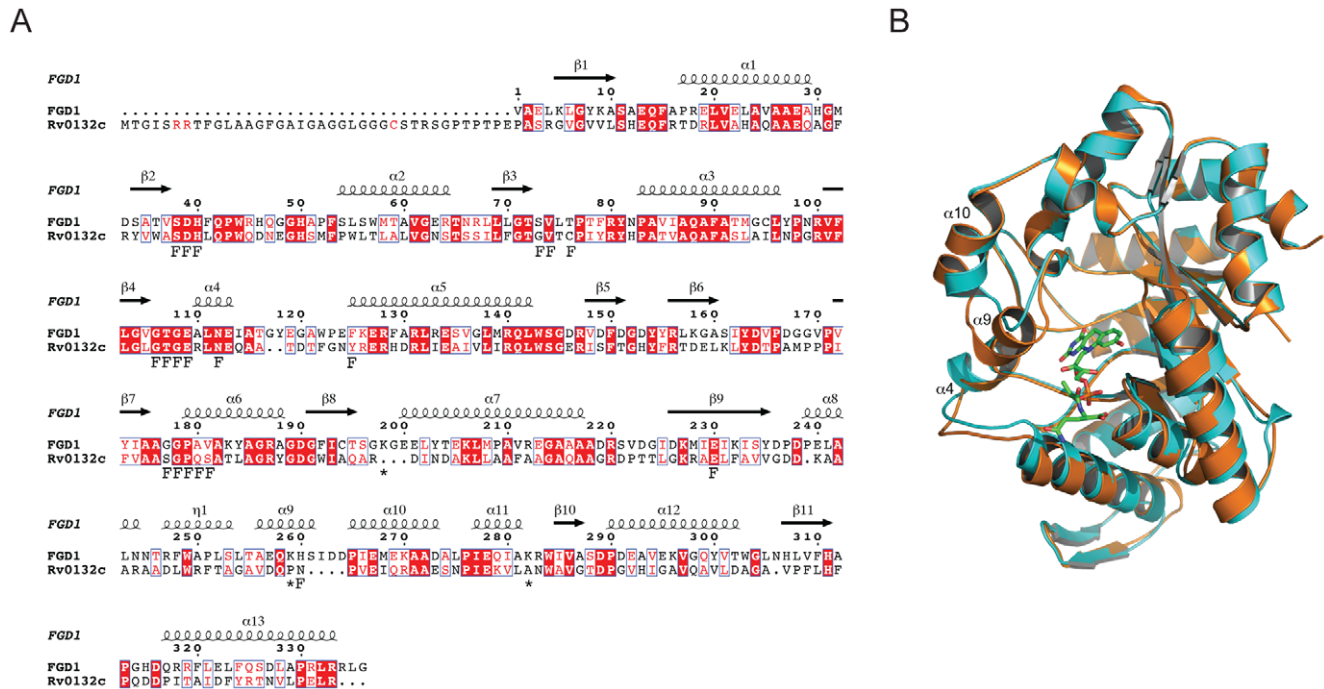 A
B
FGD1 β1 α1
1 10 20 30
FGD1 ......................................VAELKLGYKASAEQFAPRELVELAVAAEAHGM
Rv0132c MTGISRRTFGLAAGFGAIGAGGLGGGCSTRSGPTPTPEPASRGVGVVLSHEQFRTDRLVAHAQAAEQAGF
FGD1 β2 α2 β3 α3
40 50 60 70 80 90 100
FGD1 DSATVSDHFQPWRHQGGHAPFSLSWMTAVGERTNRLLLGTSVLTPTFRYNPAVIAQAFATMGCLYPNRVF
Rv0132c RYVWASDHLQPWQDNEGHSMFPWLTLALVGNSTSSILFGTGVTCPIYRYHPATVAQAFASLAILNPGRVF
FFF FF F
FGD1 β4 α4 α5 β5 β6
110 120 130 140 150 160 170
FGD1 LGVGTGEALNEIATGYEGAWPEFKERFARLRESVGLMRQLWSGDRVDFDGDYYRLKGASIYDVPDGGVPV
Rv0132c LGLGTGERLNEQAA..TDTFGNYRERHDRLIEAIVLIRQLWSGERISFTGHYFRTDELKLYDTPAMPPPI
FFFF F F
FGD1 β7 α6 β8 α7 β9 α8
180 190 200 210 220 230 240
FGD1 YIAAGGPAVAKYAGRAGDGFICTSGKGEELYTEKLMPAVREGAAAADRSVDGIDKMIEIKISYDPDPELA
Rv0132c FVAASGPQSATLAGRYGDGWIAQAR...DINDAKLLAAFAAGAQAAGRDPTTLGKRAELFAVVGDD.KAA
FFFFF * F
FGD1 η1 α9 α10 α11 β10 α12 β11
250 260 270 280 290 300 310
FGD1 LNNTRFWAPLSLTAEQKHSIDDPIEMEKAADALPIEQIAKRWIVASDPDEAVEKVGQYVTWGLNHLVFHA
Rv0132c ARAADLWRFTAGAVDQPN....PVEIQRAAESNPIEKVLANWAVGTDPGVHIGAVQAVLDAGA.VPFLHF
*F *
FGD1 α13
320 330
FGD1 PGHDQRRFLELFQSDLAPRLRRLG
Rv0132c PQDDPITAIDFYRTNVLPELR...
α10
α9
α4